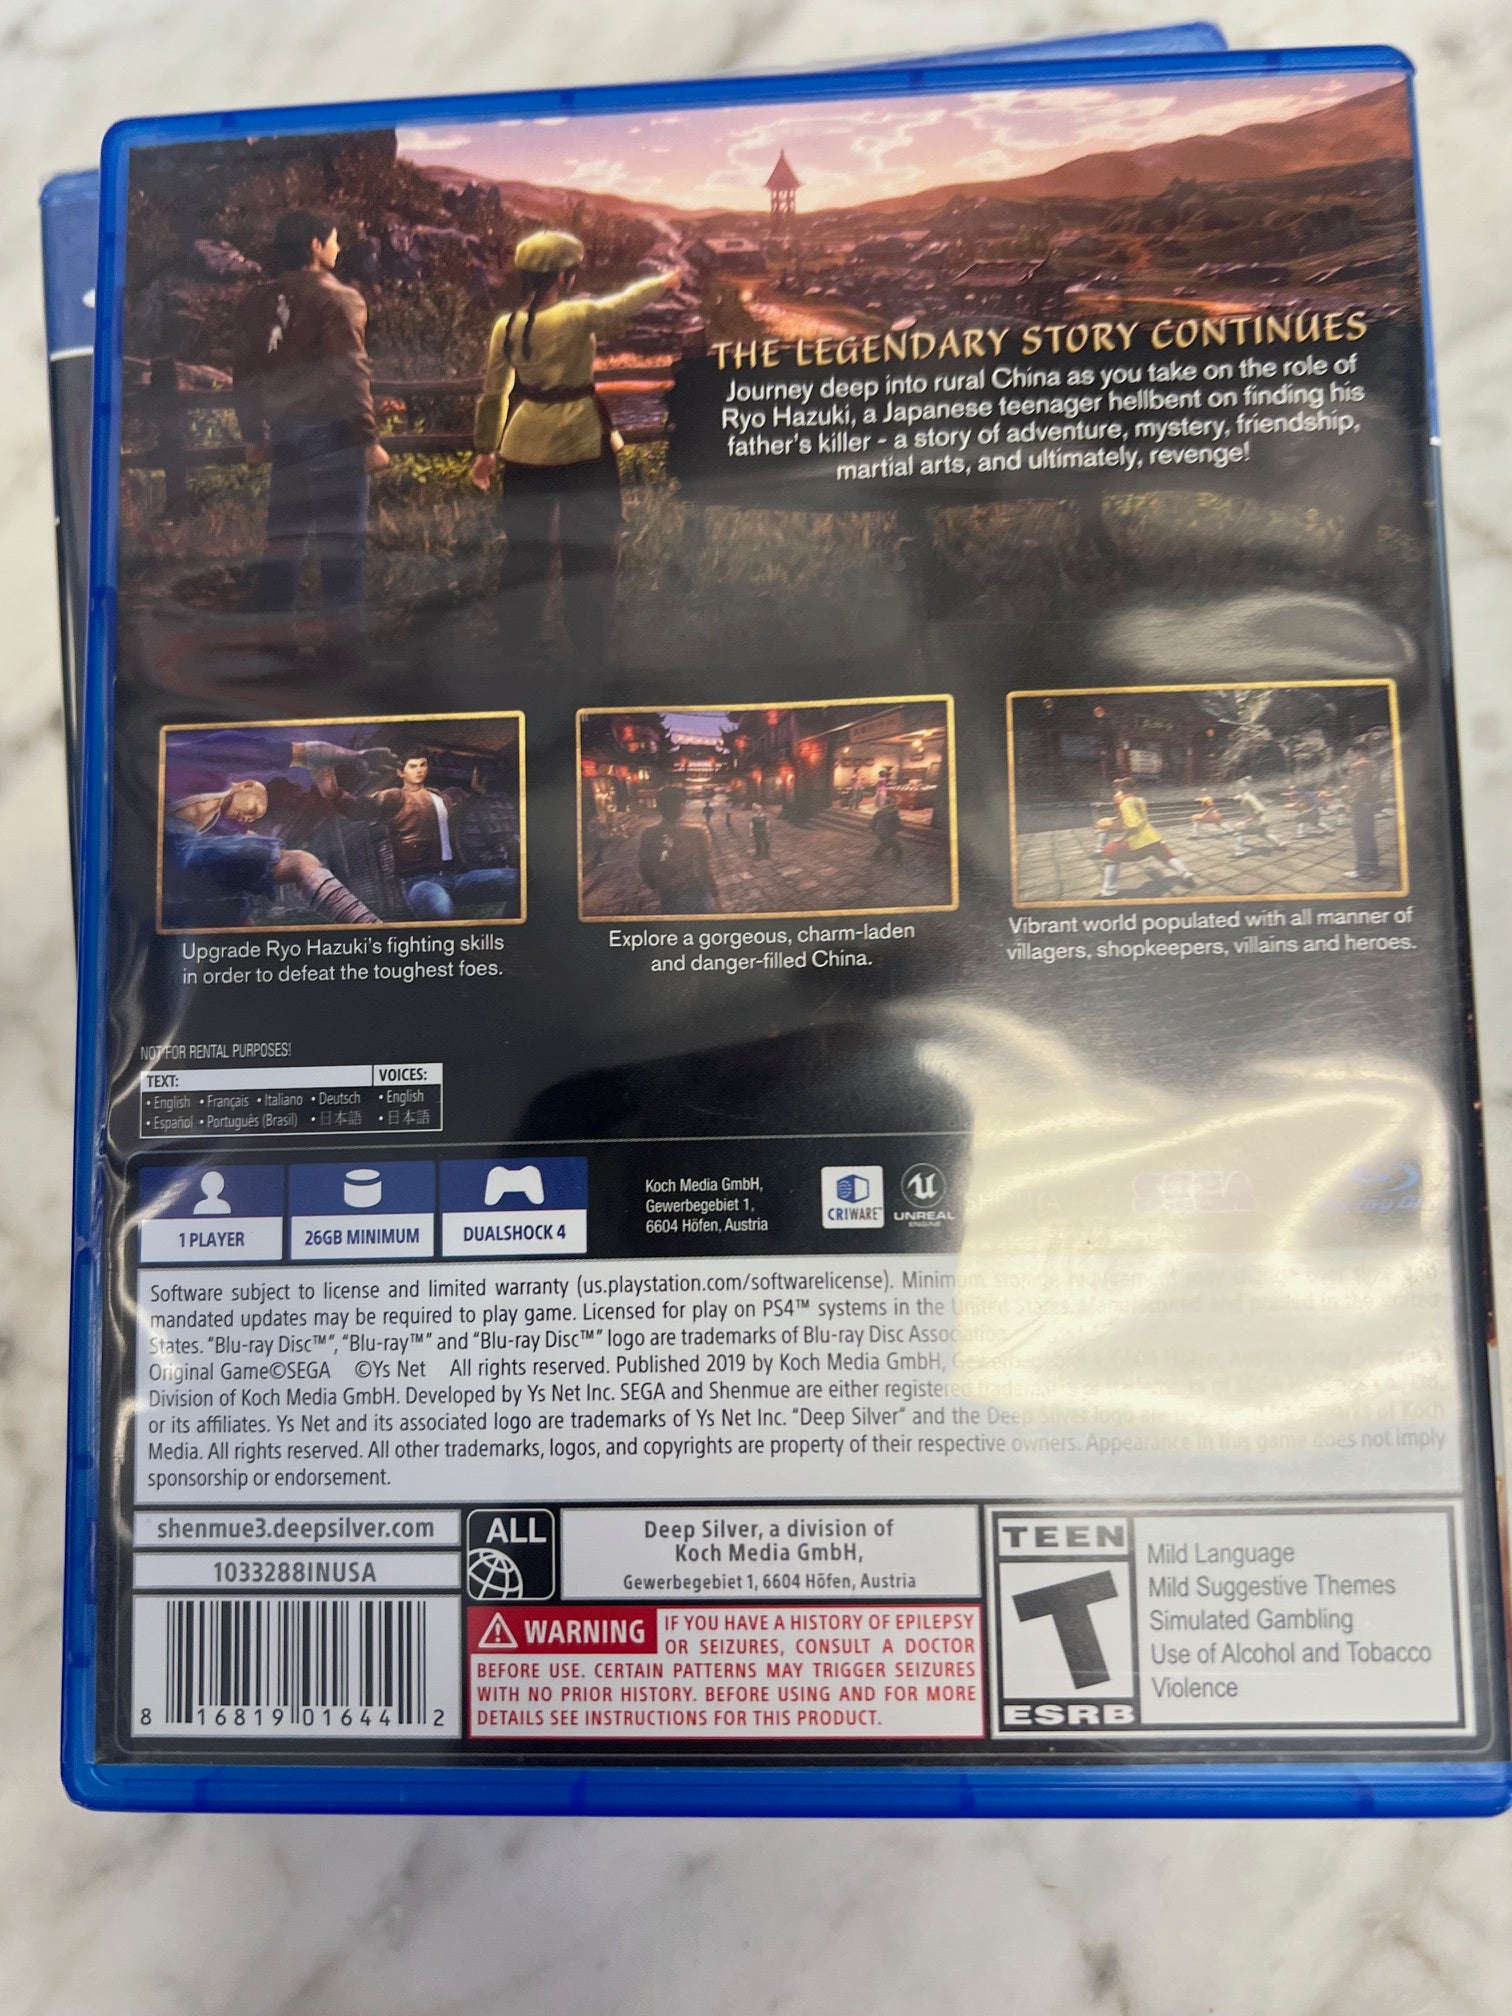 THE LEGENDARY STORY CONTINUES
Journey deep into rural China as you take on the role of
Ryo Hazuki, a Japanese teenager hellbent on finding his
father's killer - a story of adventure, mystery, friendship,
martial arts, and ultimately, revenge!
Upgrade Ryo Hazuki's fighting skills
in order to defeat the toughest foes.
Explore a gorgeous, charm-laden
and danger-filled China.
Vibrant world populated with all manner of
villagers, shopkeepers, villains and heroes.
NOT FOR RENTAL PURPOSES!
TEXT: VOICES:
• English • Français • Italiano • Deutsch • English
• Español • Português (Brasil) • 日本語 • 日本語
1 PLAYER
26GB MINIMUM
DUALSHOCK 4
Koch Media GmbH,
Gewerbegebiet 1,
6604 Höfen, Austria
CRIWARE
UNREAL
ENGINE
SEGA
Software subject to license and limited warranty (us.playstation.com/softwarelicense). Minimum
mandated updates may be required to play game. Licensed for play on PS4™ systems in the United States. Manufactured
States. "Blu-ray Disc™", "Blu-ray™" and "Blu-ray Disc™" logo are trademarks of Blu-ray Disc Association.
Original Game©SEGA ©Ys Net All rights reserved. Published 2019 by Koch Media GmbH,
Division of Koch Media GmbH. Developed by Ys Net Inc. SEGA and Shenmue are either registered
or its affiliates. Ys Net and its associated logo are trademarks of Ys Net Inc. "Deep Silver" and the Deep Silver logo are of Koch
Media. All rights reserved. All other trademarks, logos, and copyrights are property of their respective owners. Appearance in this game does not imply
sponsorship or endorsement.
shenmue3.deepsilver.com
1033288INUSA
ALL
Deep Silver, a division of
Koch Media GmbH,
Gewerbegebiet 1, 6604 Höfen, Austria
WARNING IF YOU HAVE A HISTORY OF EPILEPSY
OR SEIZURES, CONSULT A DOCTOR
BEFORE USE. CERTAIN PATTERNS MAY TRIGGER SEIZURES
WITH NO PRIOR HISTORY. BEFORE USING AND FOR MORE
DETAILS SEE INSTRUCTIONS FOR THIS PRODUCT.
8 16819 01644 2
TEEN
T
ESRB
Mild Language
Mild Suggestive Themes
Simulated Gambling
Use of Alcohol and Tobacco
Violence